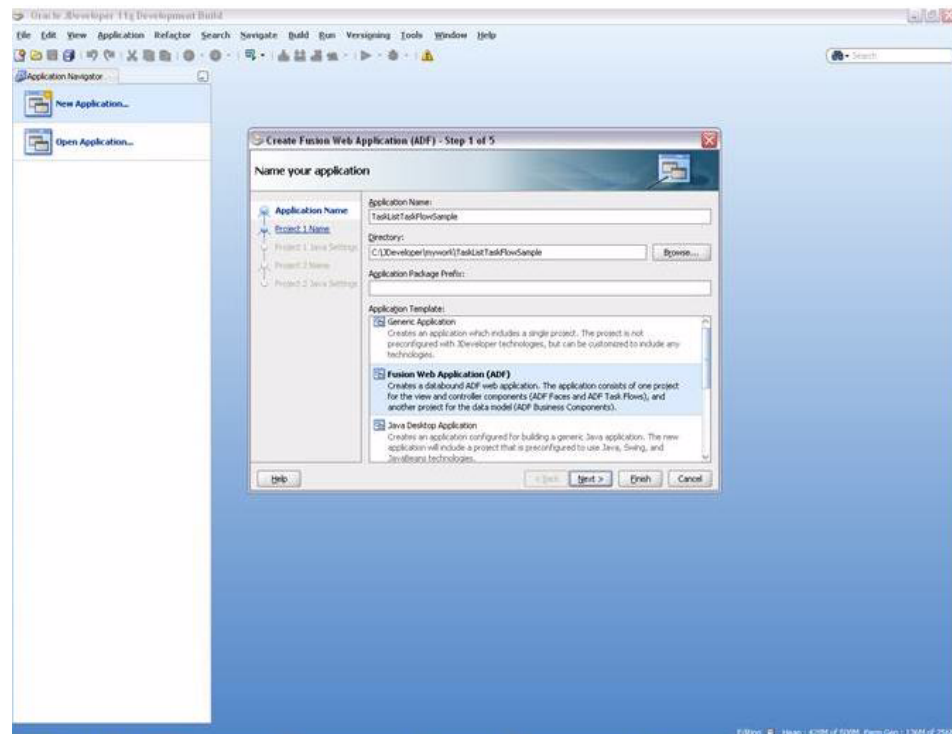 Oracle JDeveloper 11g Development Build
File Edit View Application Refactor Search Navigate Build Run Versioning Tools Window Help
Search
Application Navigator
New Application...
Open Application...
Create Fusion Web Application (ADF) - Step 1 of 5
Name your application
Application Name
Project 1 Name
Project 1 Java Settings
Project 2 Name
Project 2 Java Settings
Application Name:
TaskListTaskFlowSample
Directory:
C:\JDeveloper\mywork\TaskListTaskFlowSample
Browse...
Application Package Prefix:
Application Template:
Generic Application
Creates an application which includes a single project. The project is not
preconfigured with JDeveloper technologies, but can be customized to include any
technologies.
Fusion Web Application (ADF)
Creates a databound ADF web application. The application consists of one project
for the view and controller components (ADF Faces and ADF Task Flows), and
another project for the data model (ADF Business Components).
Java Desktop Application
Creates an application configured for building a generic Java application. The new
application will include a project that is preconfigured to use Java, Swing, and
JavaBeans technologies.
Help
< Back
Next >
Finish
Cancel
Editing